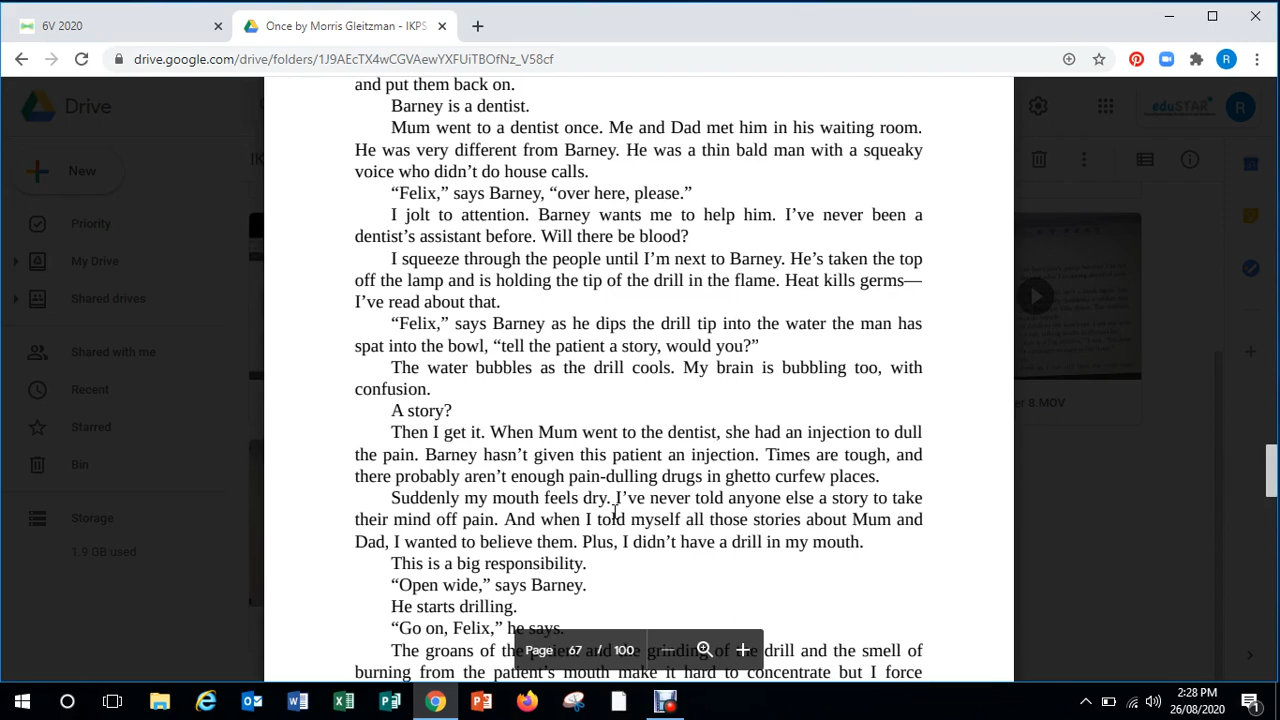 6V 2020
Once by Morris Gleitzman - IKPS
drive.google.com/drive/folders/1J9AEcTX4wCGVAewYXFUiTBOfNz_V58cf
R
Drive
eduSTAR
R
New
Priority
My Drive
Shared drives
Shared with me
Recent
Starred
Bin
Storage
1.9 GB used
and put them back on.
Barney is a dentist.
Mum went to a dentist once. Me and Dad met him in his waiting room.
He was very different from Barney. He was a thin bald man with a squeaky
voice who didn’t do house calls.
“Felix,” says Barney, “over here, please.”
I jolt to attention. Barney wants me to help him. I’ve never been a
dentist’s assistant before. Will there be blood?
I squeeze through the people until I’m next to Barney. He’s taken the top
off the lamp and is holding the tip of the drill in the flame. Heat kills germs—
I’ve read about that.
“Felix,” says Barney as he dips the drill tip into the water the man has
spat into the bowl, “tell the patient a story, would you?”
The water bubbles as the drill cools. My brain is bubbling too, with
confusion.
A story?
Then I get it. When Mum went to the dentist, she had an injection to dull
the pain. Barney hasn’t given this patient an injection. Times are tough, and
there probably aren’t enough pain-dulling drugs in ghetto curfew places.
Suddenly my mouth feels dry. I’ve never told anyone else a story to take
their mind off pain. And when I told myself all those stories about Mum and
Dad, I wanted to believe them. Plus, I didn’t have a drill in my mouth.
This is a big responsibility.
“Open wide,” says Barney.
He starts drilling.
“Go on, Felix,” he says.
The groans of the patient and the grinding of the drill and the smell of
burning from the patient’s mouth make it hard to concentrate but I force
Page 67 / 100
er 8.MOV
2:28 PM
26/08/2020